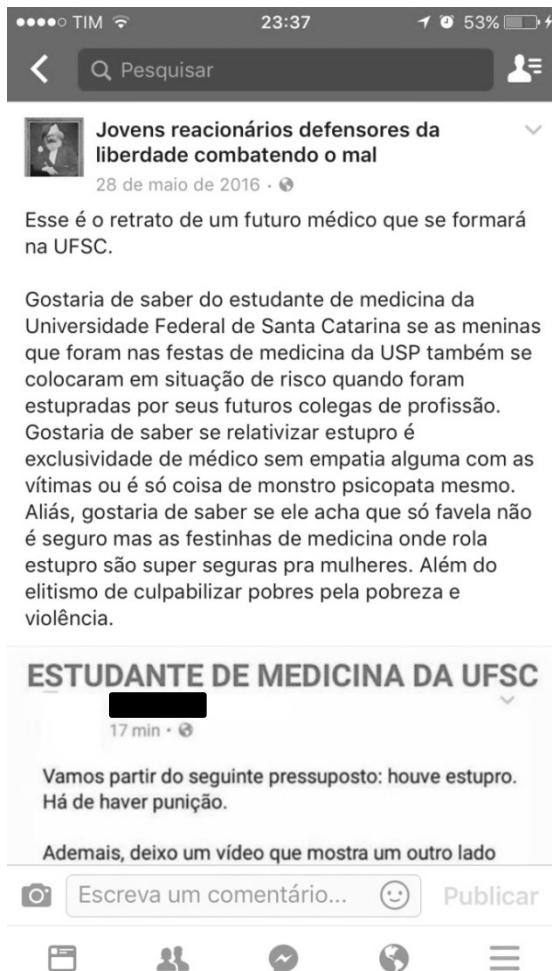 TIM 23:37 53%
Pesquisar
Jovens reacionários defensores da
liberdade combatendo o mal
28 de maio de 2016 ·
Esse é o retrato de um futuro médico que se formará
na UFSC.
Gostaria de saber do estudante de medicina da
Universidade Federal de Santa Catarina se as meninas
que foram nas festas de medicina da USP também se
colocaram em situação de risco quando foram
estupradas por seus futuros colegas de profissão.
Gostaria de saber se relativizar estupro é
exclusividade de médico sem empatia alguma com as
vítimas ou é só coisa de monstro psicopata mesmo.
Aliás, gostaria de saber se ele acha que só favela não
é seguro mas as festinhas de medicina onde rola
estupro são super seguras pra mulheres. Além do
elitismo de culpabilizar pobres pela pobreza e
violência.
ESTUDANTE DE MEDICINA DA UFSC
17 min ·
Vamos partir do seguinte pressuposto: houve estupro.
Há de haver punição.
Ademais, deixo um vídeo que mostra um outro lado
Escreva um comentário... Publicar